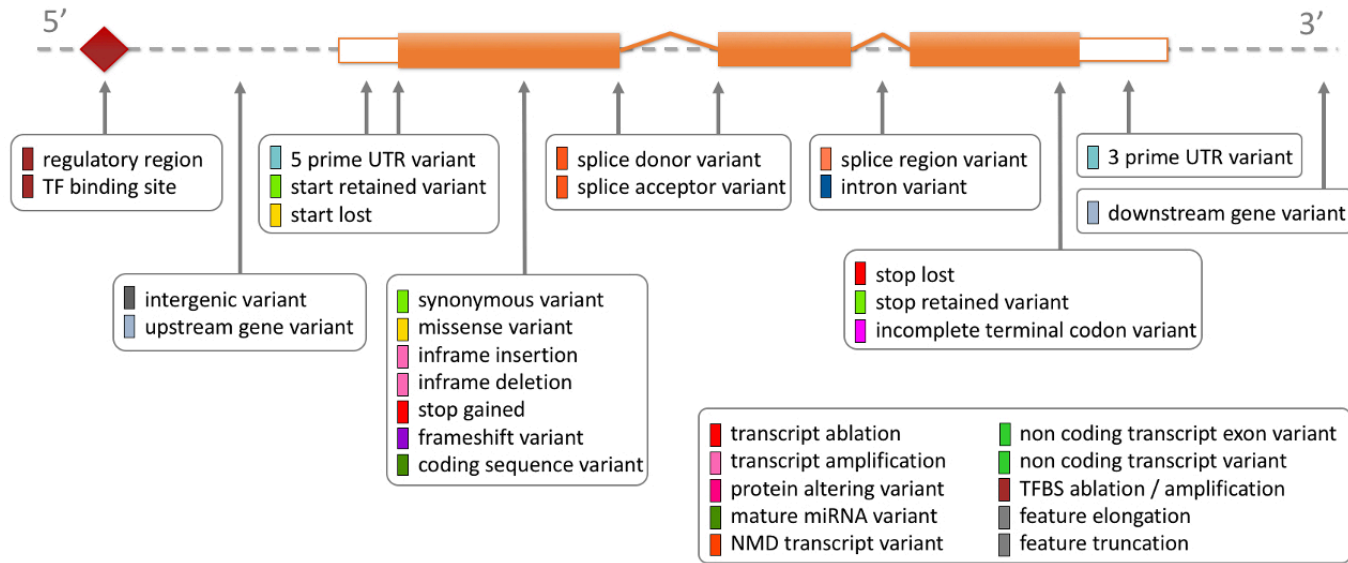 5’
3’
regulatory region
TF binding site
5 prime UTR variant
start retained variant
start lost
splice donor variant
splice acceptor variant
splice region variant
intron variant
3 prime UTR variant
downstream gene variant
intergenic variant
upstream gene variant
synonymous variant
missense variant
inframe insertion
inframe deletion
stop gained
frameshift variant
coding sequence variant
stop lost
stop retained variant
incomplete terminal codon variant
transcript ablation
transcript amplification
protein altering variant
mature miRNA variant
NMD transcript variant
non coding transcript exon variant
non coding transcript variant
TFBS ablation / amplification
feature elongation
feature truncation